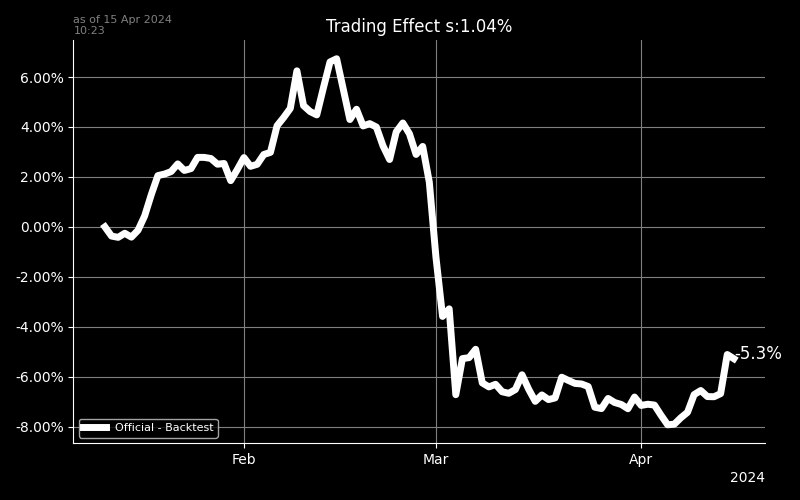 as of 15 Apr 2024
10:23
Trading Effect s:1.04%
6.00%
4.00%
2.00%
0.00%
-2.00%
-4.00%
-6.00%
-8.00%
-5.3%
Official - Backtest
Feb
Mar
Apr
2024